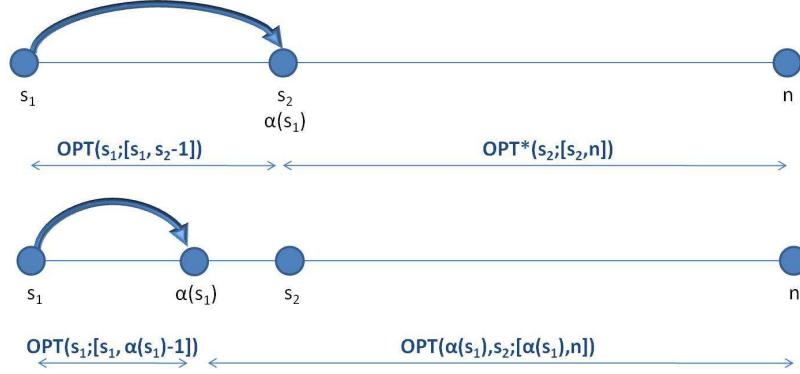 s₁ s₂ n
α(s₁)
OPT(s₁;[s₁, s₂-1]) OPT*(s₂;[s₂,n])
s₁ α(s₁) s₂ n
OPT(s₁;[s₁, α(s₁)-1]) OPT(α(s₁),s₂;[α(s₁),n])